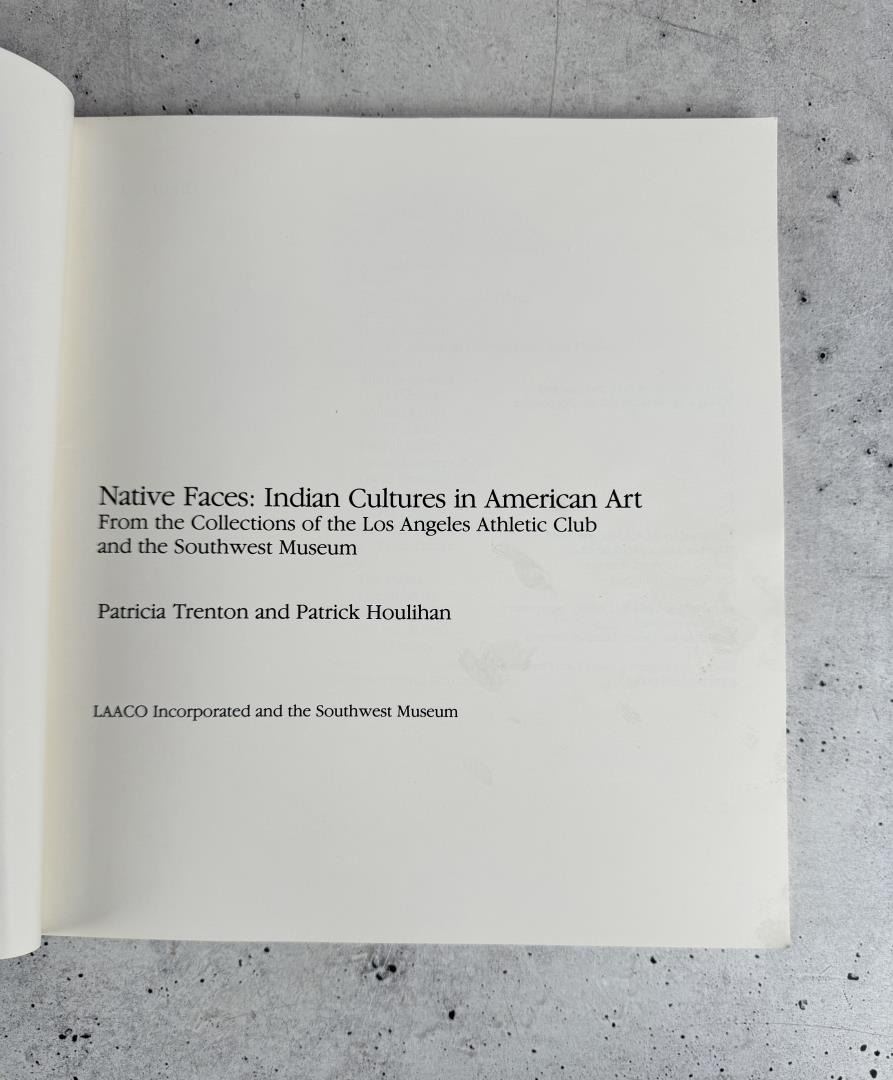 Native Faces: Indian Cultures in American Art
From the Collections of the Los Angeles Athletic Club
and the Southwest Museum
Patricia Trenton and Patrick Houlihan
LAACO Incorporated and the Southwest Museum